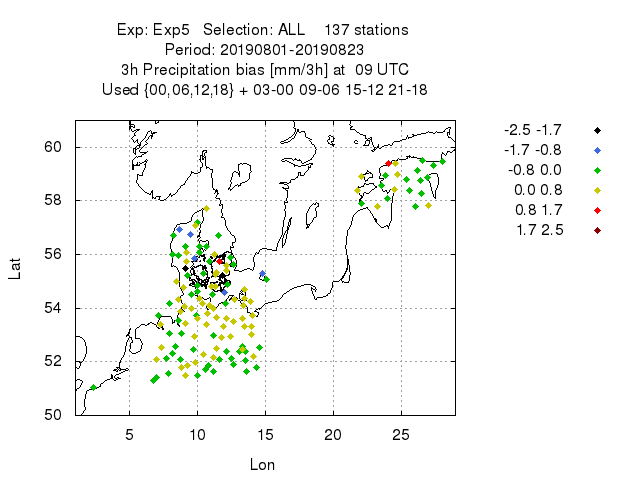 Exp: Exp5 Selection: ALL 137 stations
Period: 20190801-20190823
3h Precipitation bias [mm/3h] at 09 UTC
Used {00,06,12,18} + 03-00 09-06 15-12 21-18
-2.5 -1.7
-1.7 -0.8
-0.8 0.0
0.0 0.8
0.8 1.7
1.7 2.5
60
58
56
54
52
50
Lat
5 10 15 20 25
Lon